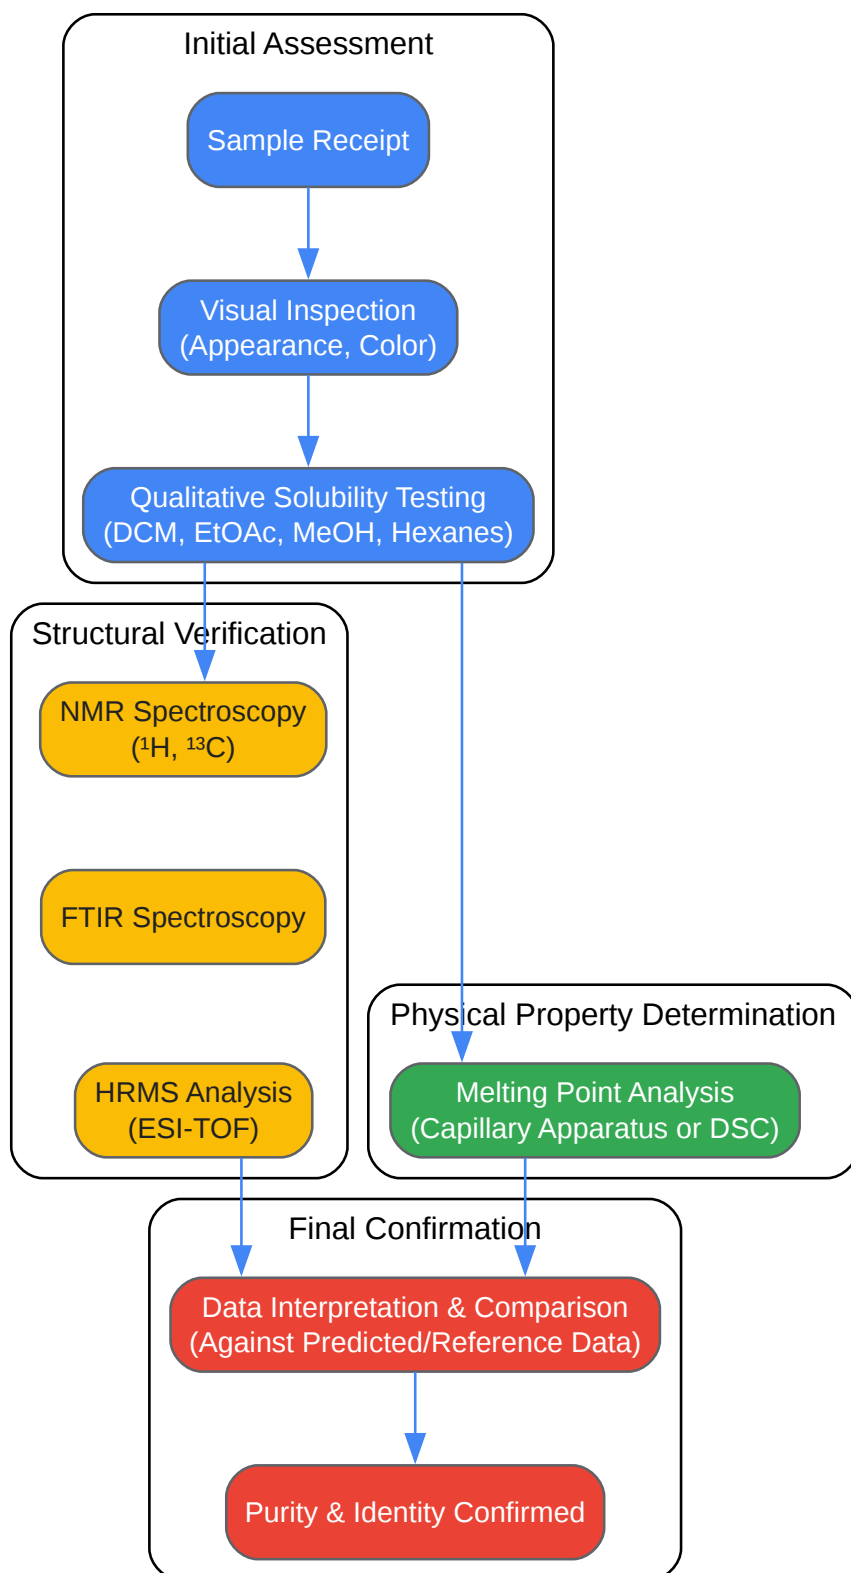 Initial Assessment
Sample Receipt
Visual Inspection
(Appearance, Color)
Qualitative Solubility Testing
(DCM, EtOAc, MeOH, Hexanes)
Structural Verification
NMR Spectroscopy
(¹H, ¹³C)
FTIR Spectroscopy
HRMS Analysis
(ESI-TOF)
Physical Property Determination
Melting Point Analysis
(Capillary Apparatus or DSC)
Final Confirmation
Data Interpretation & Comparison
(Against Predicted/Reference Data)
Purity & Identity Confirmed